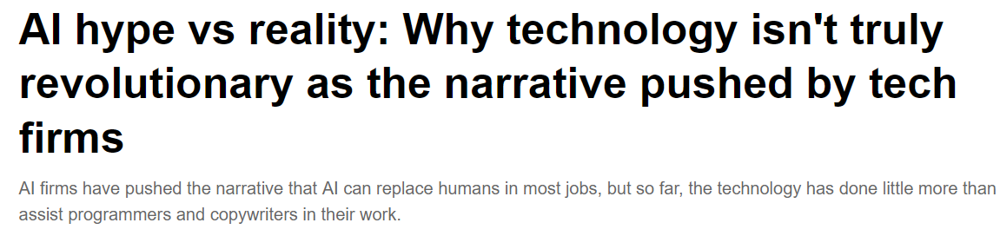 AI hype vs reality: Why technology isn't truly
revolutionary as the narrative pushed by tech
firms
AI firms have pushed the narrative that AI can replace humans in most jobs, but so far, the technology has done little more than
assist programmers and copywriters in their work.